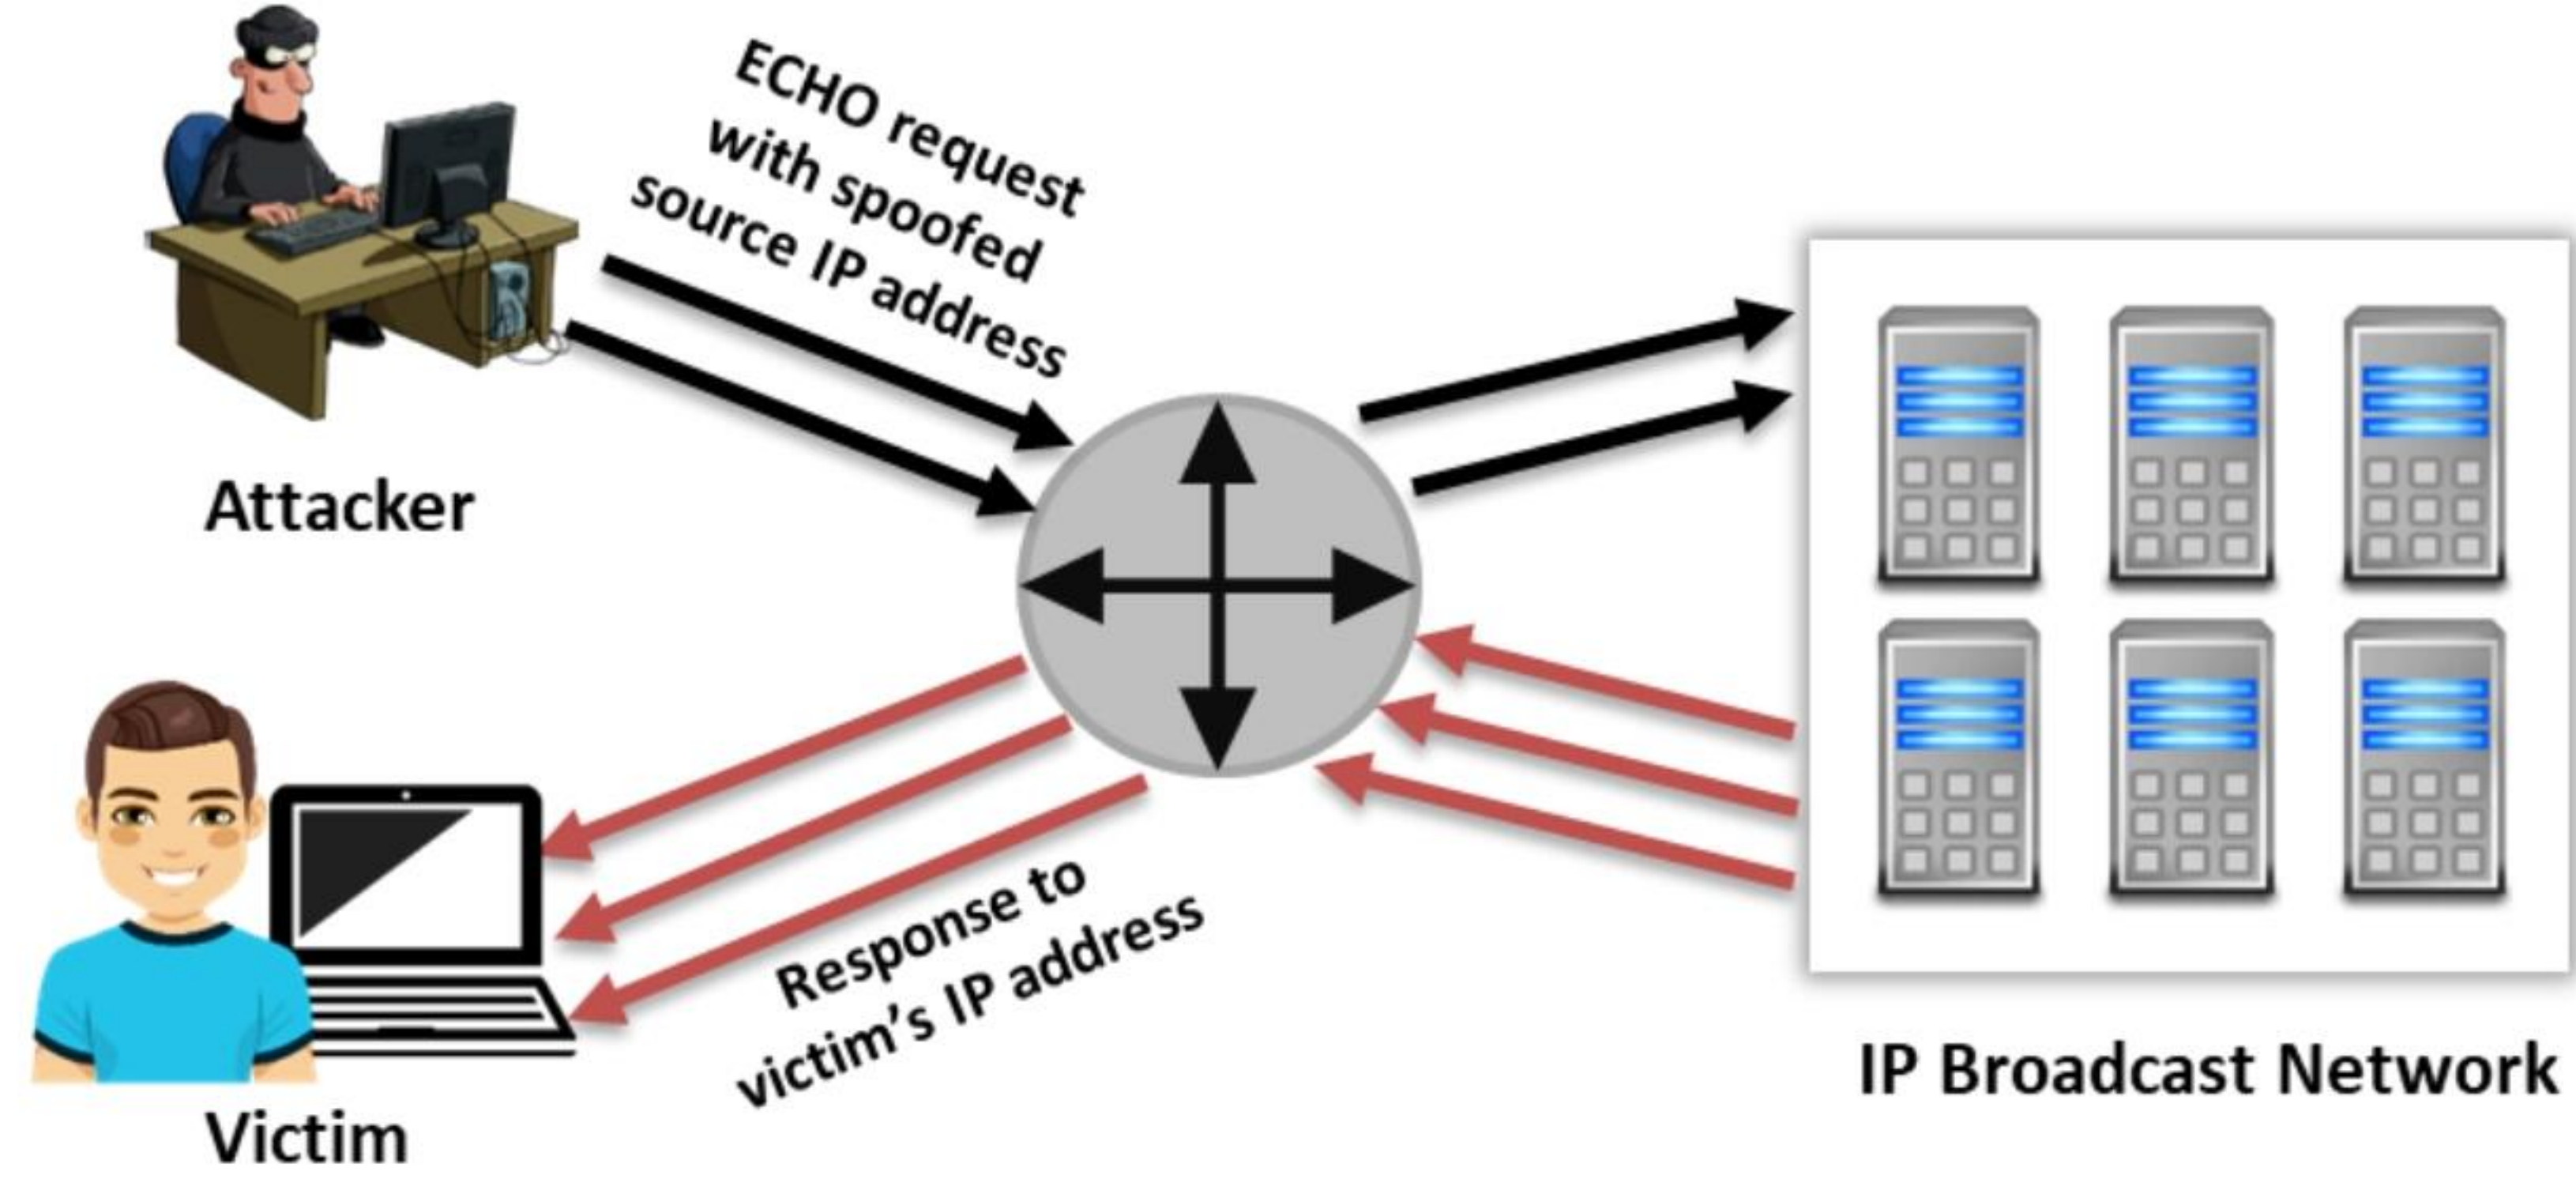 ECHO request
with spoofed
source IP address
Attacker
Response to
victim's IP address
Victim
IP Broadcast Network